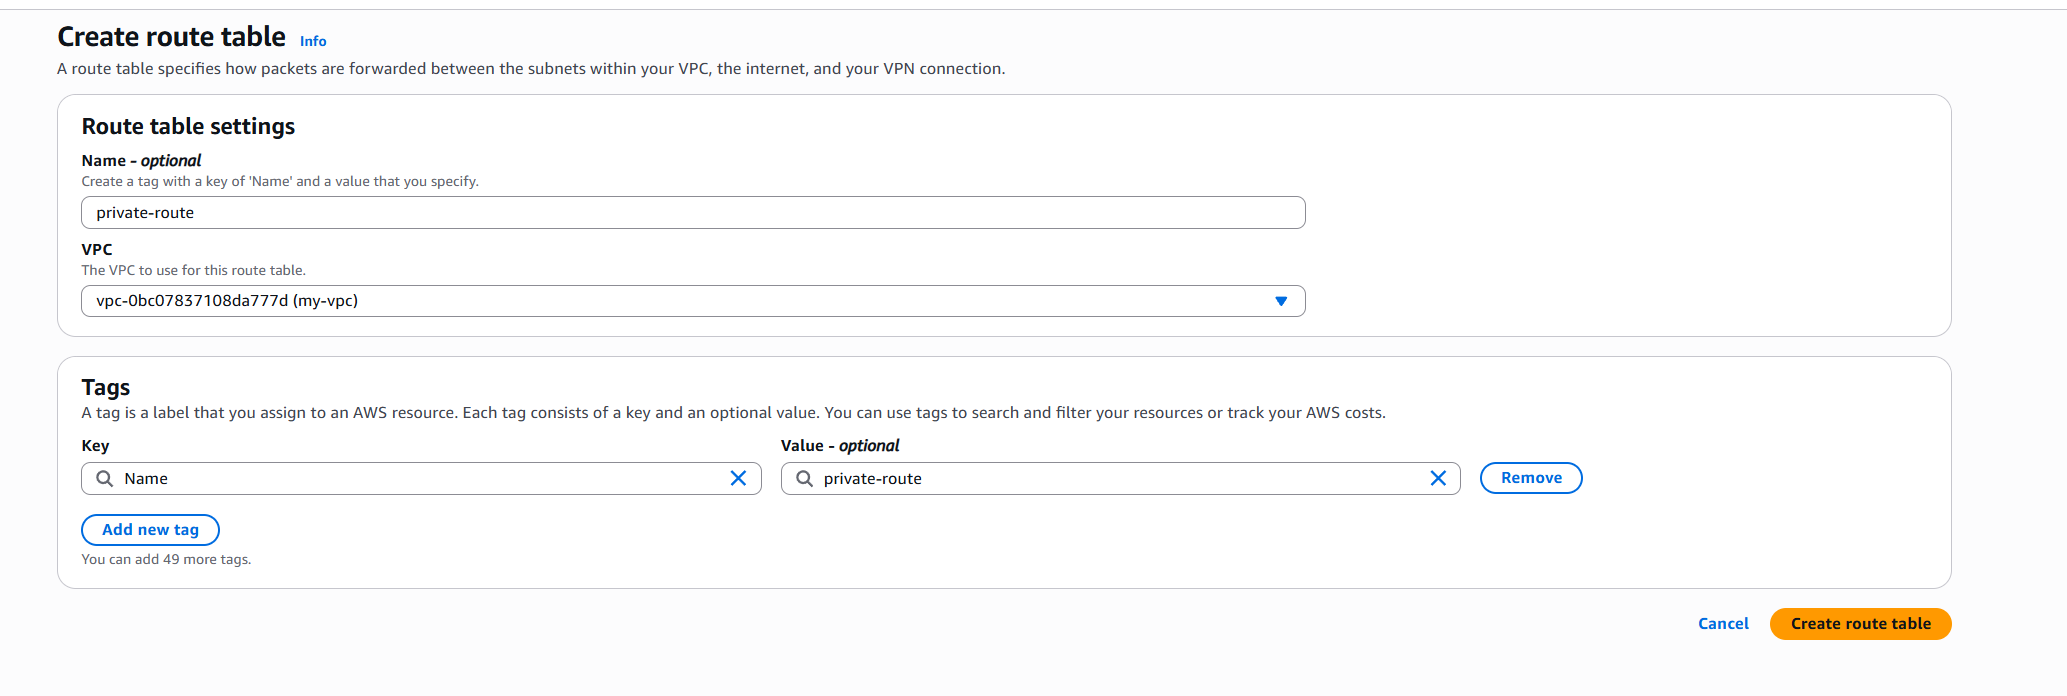 Create route table Info
A route table specifies how packets are forwarded between the subnets within your VPC, the internet, and your VPN connection.
Route table settings
Name - optional
Create a tag with a key of 'Name' and a value that you specify.
private-route
VPC
The VPC to use for this route table.
vpc-0bc07837108da777d (my-vpc)
Tags
A tag is a label that you assign to an AWS resource. Each tag consists of a key and an optional value. You can use tags to search and filter your resources or track your AWS costs.
Key Value - optional
Name private-route Remove
Add new tag
You can add 49 more tags.
Cancel Create route table